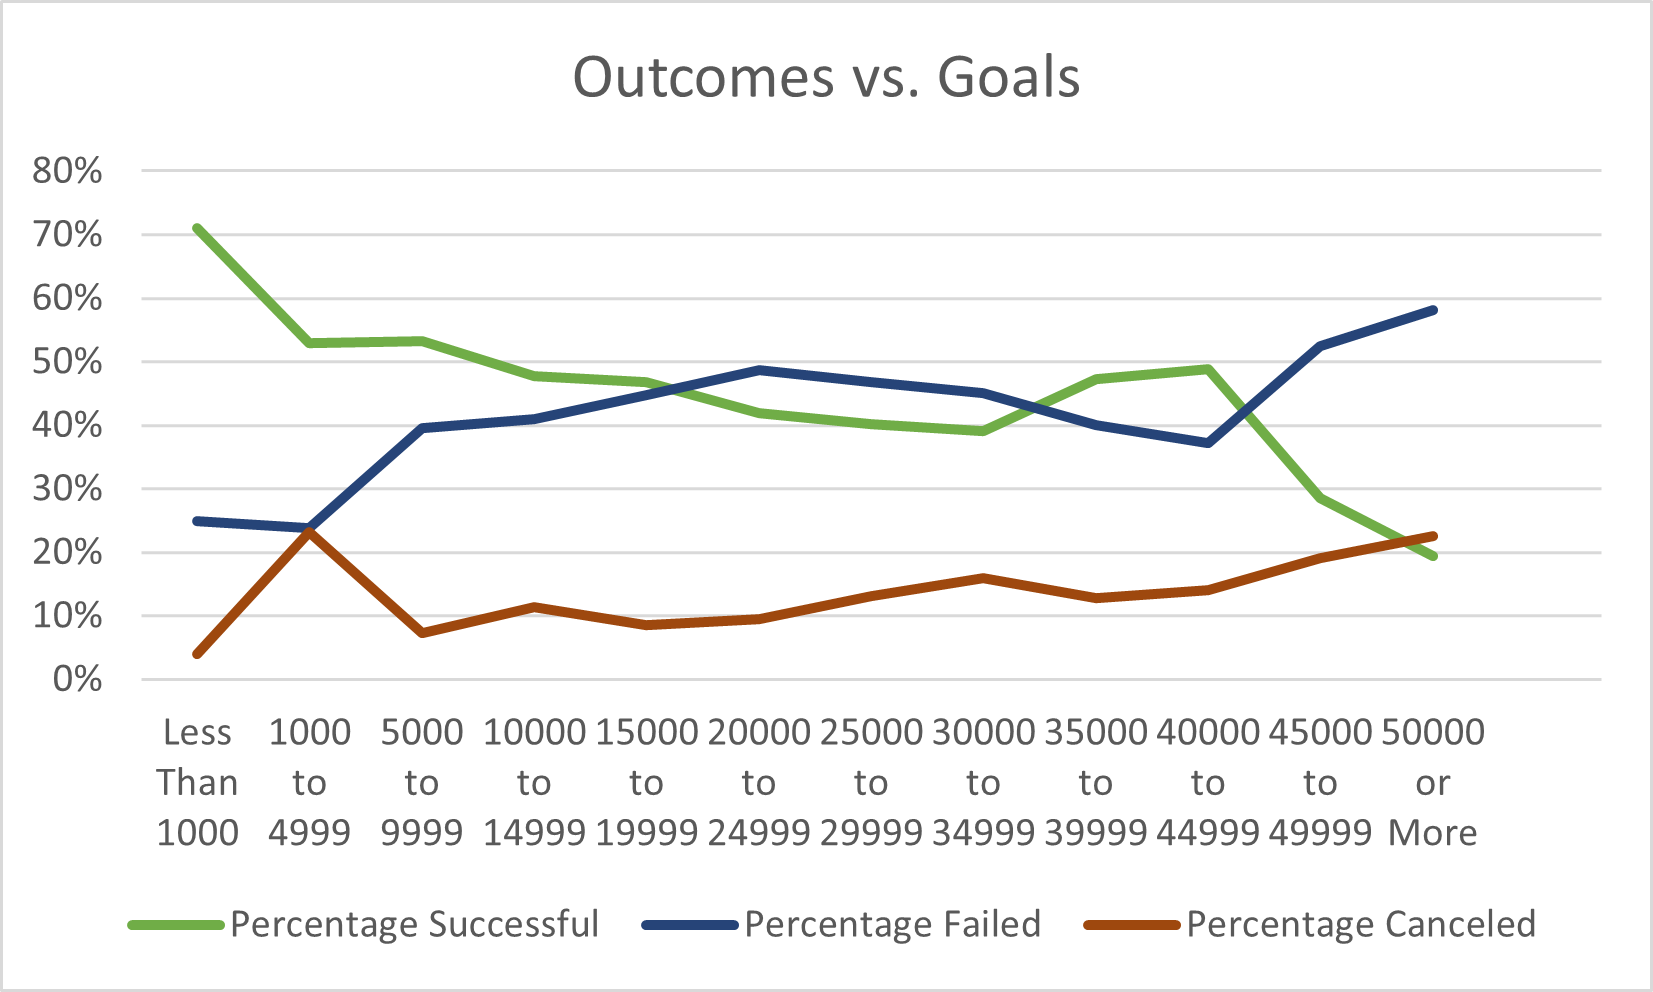 Outcomes vs. Goals
80%
70%
60%
50%
40%
30%
20%
10%
0%
Less Than 1000
1000 to 4999
5000 to 9999
10000 to 14999
15000 to 19999
20000 to 24999
25000 to 29999
30000 to 34999
35000 to 39999
40000 to 44999
45000 to 49999
50000 or More
Percentage Successful
Percentage Failed
Percentage Canceled